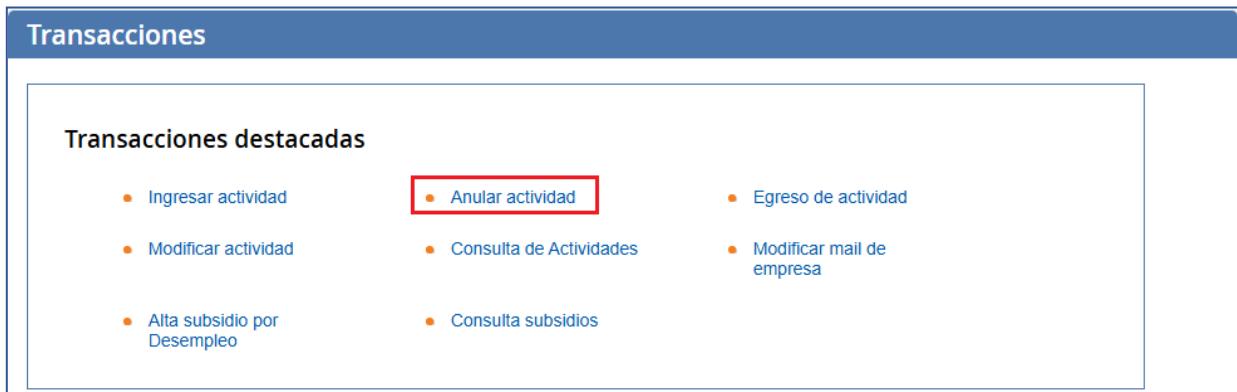 Transacciones
Transacciones destacadas
Ingresar actividad
Anular actividad
Egreso de actividad
Modificar actividad
Consulta de Actividades
Modificar mail de
empresa
Alta subsidio por
Desempleo
Consulta subsidios